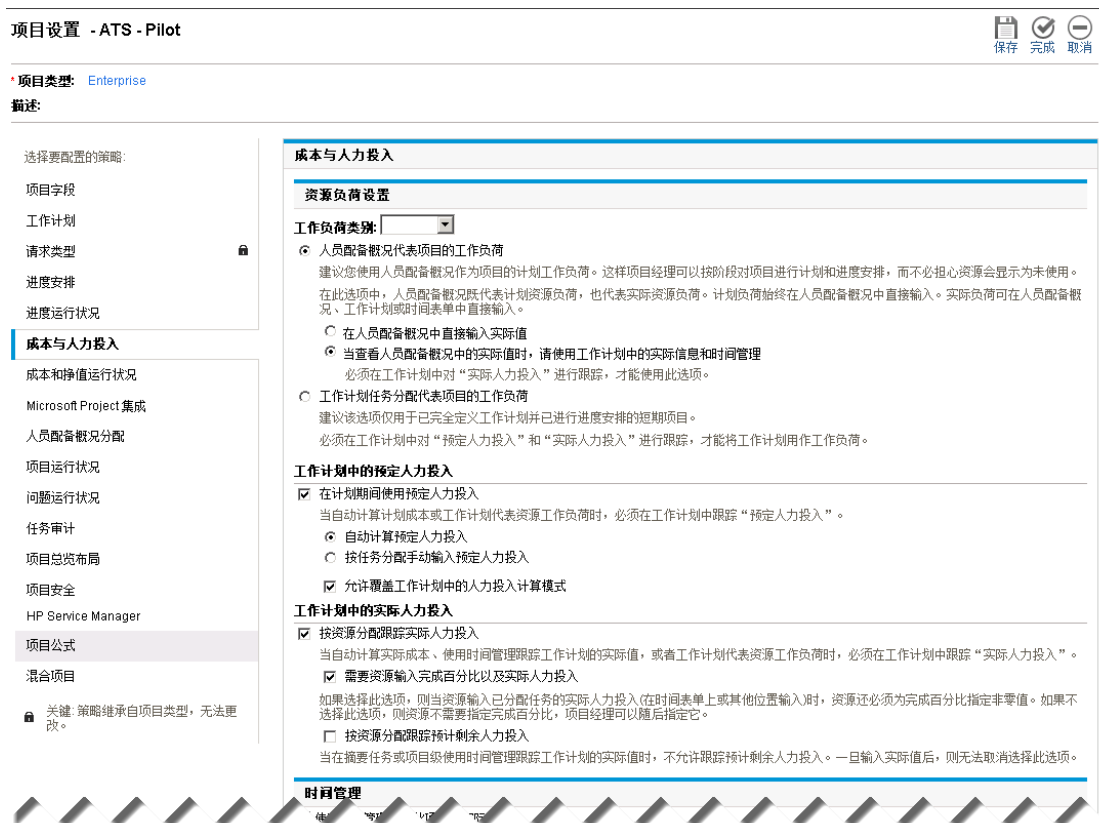 项目设置 - ATS - Pilot
保存 完成 取消
*项目类型: Enterprise
描述:
选择要配置的策略:
项目字段
工作计划
请求类型
进度安排
进度运行状况
成本与人力投入
成本和挣值运行状况
Microsoft Project 集成
人员配备概况分配
项目运行状况
问题运行状况
任务审计
项目总览布局
项目安全
HP Service Manager
项目公式
混合项目
关键: 策略继承自项目类型，无法更
改。
成本与人力投入
资源负荷设置
工作负荷类别:
人员配备概况代表项目的工作负荷
建议您使用人员配备概况作为项目的计划工作负荷。这样项目经理可以按阶段对项目进行计划和进度安排，而不必担心资源会显示为未使用。
在此选项中，人员配备概况既代表计划资源负荷，也代表实际资源负荷。计划负荷始终在人员配备概况中直接输入。实际负荷可在人员配备概
况、工作计划或时间表单中直接输入。
在人员配备概况中直接输入实际值
当查看人员配备概况中的实际值时，请使用工作计划中的实际信息和时间管理
必须在工作计划中对“实际人力投入”进行跟踪，才能使用此选项。
工作计划任务分配代表项目的工作负荷
建议该选项仅用于已完全定义工作计划并已进行进度安排的短期项目。
必须在工作计划中对“预定人力投入”和“实际人力投入”进行跟踪，才能将工作计划用作工作负荷。
工作计划中的预定人力投入
在计划期间使用预定人力投入
当自动计算计划成本或工作计划代表资源工作负荷时，必须在工作计划中跟踪“预定人力投入”。
自动计算预定人力投入
按任务分配手动输入预定人力投入
允许覆盖工作计划中的人力投入计算模式
工作计划中的实际人力投入
按资源分配跟踪实际人力投入
当自动计算实际成本、使用时间管理跟踪工作计划的实际值，或者工作计划代表资源工作负荷时，必须在工作计划中跟踪“实际人力投入”。
需要资源输入完成百分比以及实际人力投入
如果选择此选项，则当资源输入已分配任务的实际人力投入(在时间表单上或其他位置输入)时，资源还必须为完成百分比指定非零值。如果不
选择此选项，则资源不需要指定完成百分比，项目经理可以随后指定它。
按资源分配跟踪预计剩余人力投入
当在摘要任务或项目级使用时间管理跟踪工作计划的实际值时，不允许跟踪预计剩余人力投入。一旦输入实际值后，则无法取消选择此选项。
时间管理